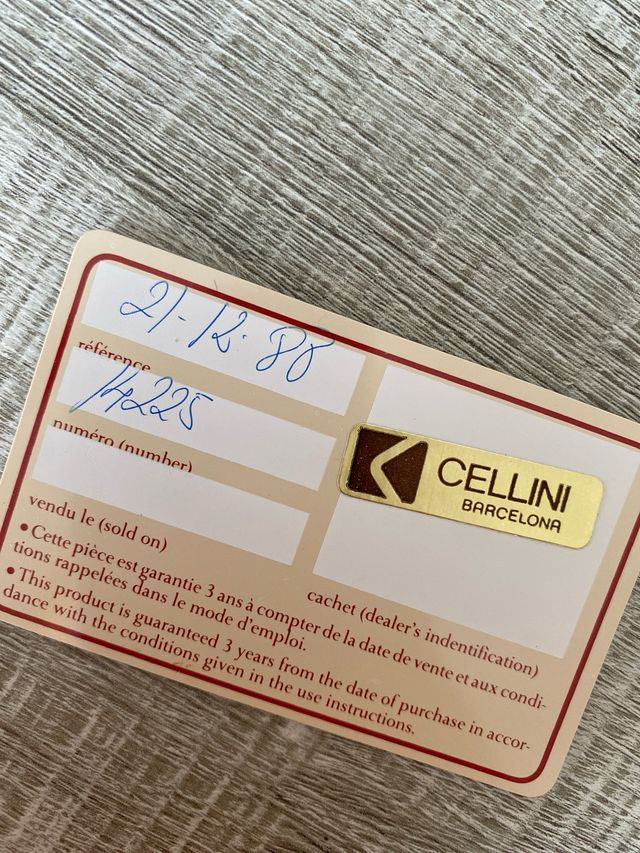 21-12-88
référence
14225
numéro (number)
vendu le (sold on)
CELLINI
BARCELONA
cachet (dealer's indentification)
• Cette pièce est garantie 3 ans à compter de la date de vente et aux condi-
tions rappelées dans le mode d'emploi.
• This product is guaranteed 3 years from the date of purchase in accor-
dance with the conditions given in the use instructions.